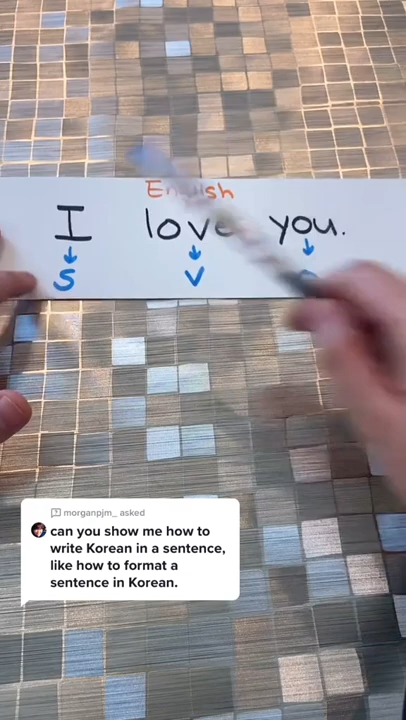 English
I love you.
S V
morganpjm_ asked
can you show me how to
write Korean in a sentence,
like how to format a
sentence in Korean.